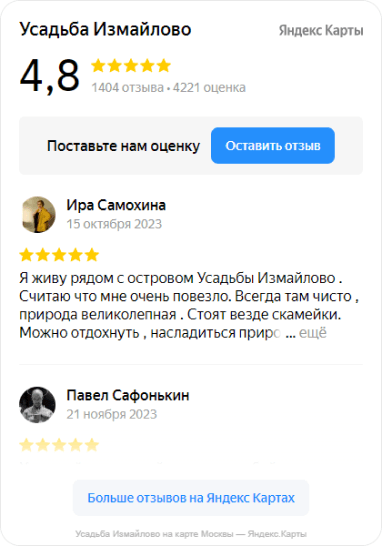 Усадьба Измайлово
Яндекс Карты
4,8
1404 отзыва • 4221 оценка
Поставьте нам оценку
Оставить отзыв
Ира Самохина
15 октября 2023
Я живу рядом с островом Усадьбы Измайлово .
Считаю что мне очень повезло. Всегда там чисто ,
природа великолепная . Стоят везде скамейки.
Можно отдохнуть , насладиться приро ... ещё
Павел Сафонькин
21 ноября 2023
Больше отзывов на Яндекс Картах
Усадьба Измайлово на карте Москвы — Яндекс.Карты